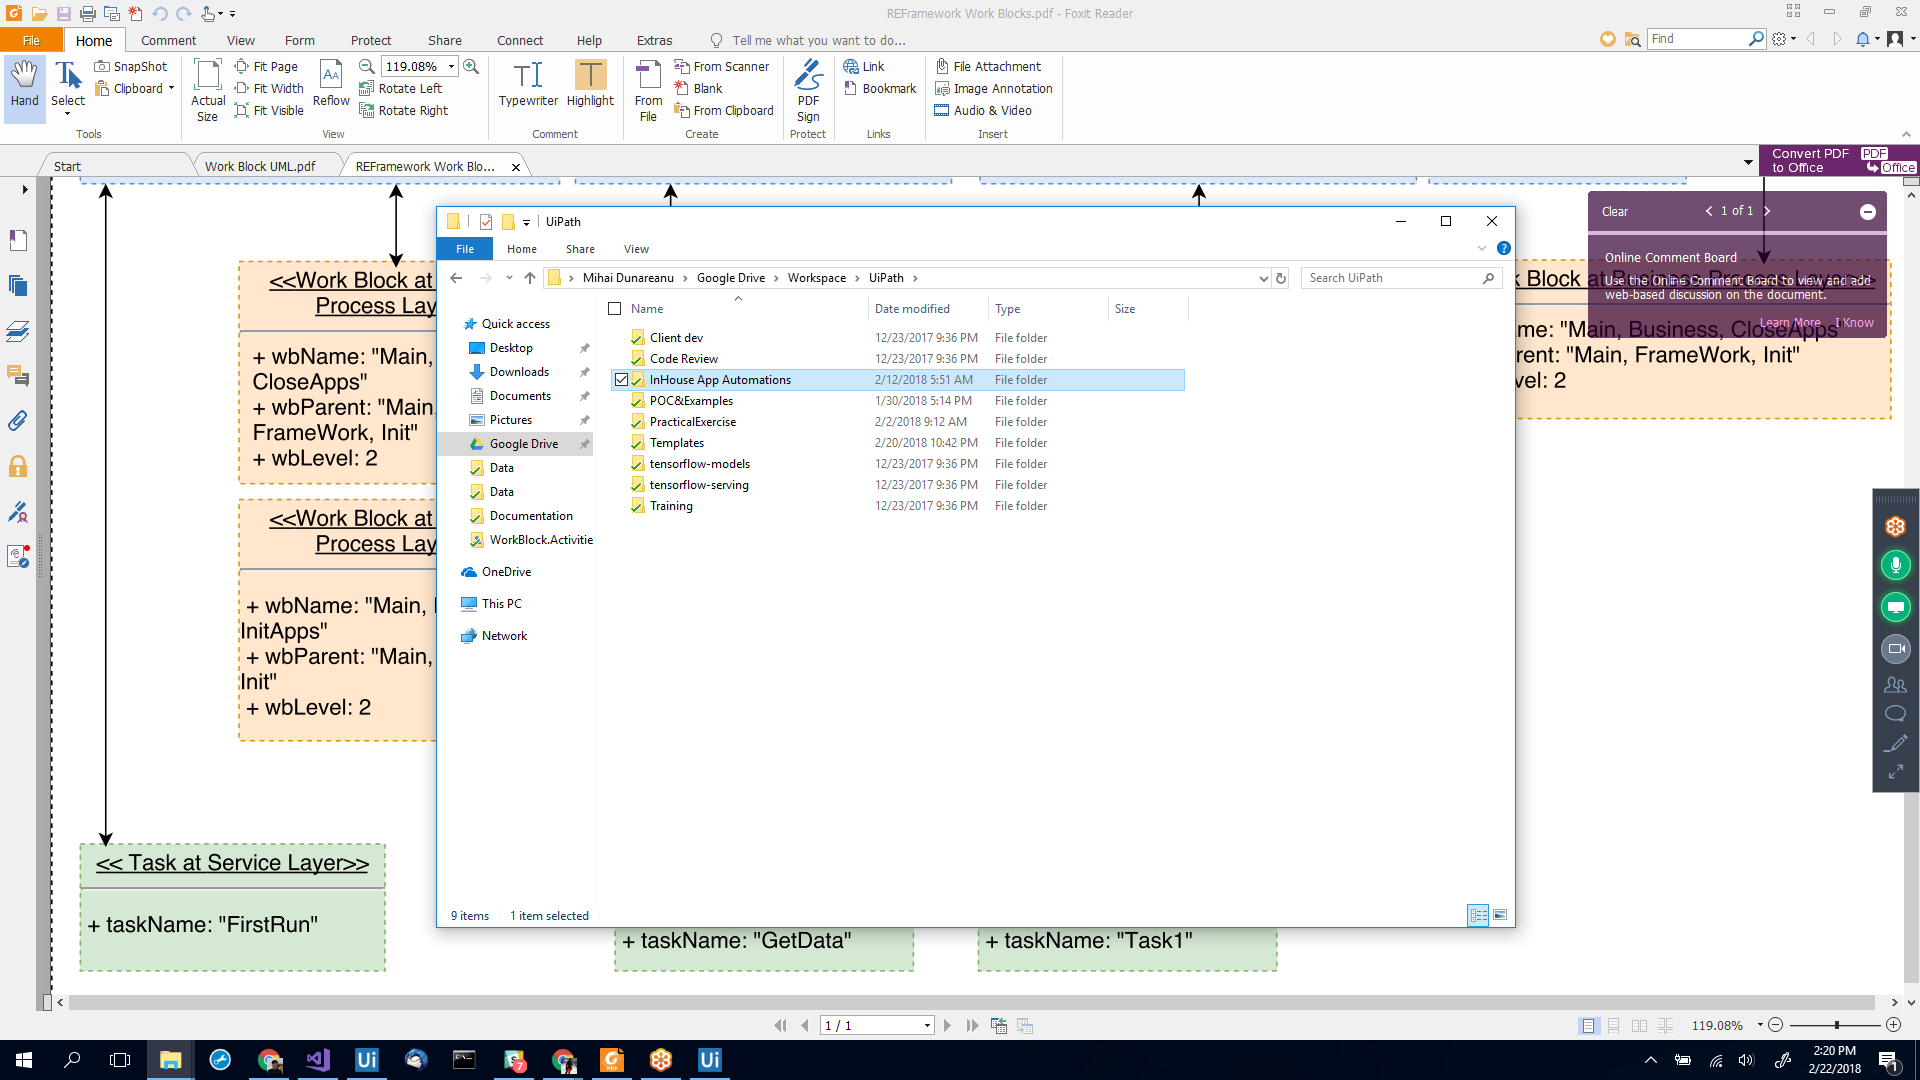 REFramework Work Blocks.pdf - Foxit Reader
File
Home
Comment
View
Form
Protect
Share
Connect
Help
Extras
Tell me what you want to do...
Find
Hand
Select
SnapShot
Clipboard
Tools
Actual Size
Fit Page
Fit Width
Fit Visible
Reflow
119.08%
Rotate Left
Rotate Right
View
Typewriter
Highlight
Comment
From File
From Scanner
Blank
From Clipboard
Create
PDF Sign
Protect
Link
Bookmark
Links
File Attachment
Image Annotation
Audio & Video
Insert
Start
Work Block UML.pdf
REFramework Work Blo...
Convert PDF
to Office
PDF
Office
Clear
1 of 1
Online Comment Board
Use the Online Comment Board to view and add
web-based discussion on the document.
Learn More
I Know
<<Work Block at
Process Lay
+ wbName: "Main,
CloseApps"
+ wbParent: "Main,
FrameWork, Init"
+ wbLevel: 2
<<Work Block at
Process Lay
+ wbName: "Main,
InitApps"
+ wbParent: "Main,
Init"
+ wbLevel: 2
k Block at Business Process Layer>>
me: "Main, Business, CloseApps"
rent: "Main, FrameWork, Init"
vel: 2
<< Task at Service Layer>>
+ taskName: "FirstRun"
+ taskName: "GetData"
+ taskName: "Task1"
UiPath
File
Home
Share
View
Mihai Dunareanu
Google Drive
Workspace
UiPath
Search UiPath
Quick access
Desktop
Downloads
Documents
Pictures
Google Drive
Data
Data
Documentation
WorkBlock.Activitie
OneDrive
This PC
Network
Name
Date modified
Type
Size
Client dev 12/23/2017 9:36 PM File folder
Code Review 12/23/2017 9:36 PM File folder
InHouse App Automations 2/12/2018 5:51 AM File folder
POC&Examples 1/30/2018 5:14 PM File folder
PracticalExercise 2/2/2018 9:12 AM File folder
Templates 2/20/2018 10:42 PM File folder
tensorflow-models 12/23/2017 9:36 PM File folder
tensorflow-serving 12/23/2017 9:36 PM File folder
Training 12/23/2017 9:36 PM File folder
9 items
1 item selected
1 / 1
119.08%
Ui
7
PDF
Ui
2:20 PM
2/22/2018
1